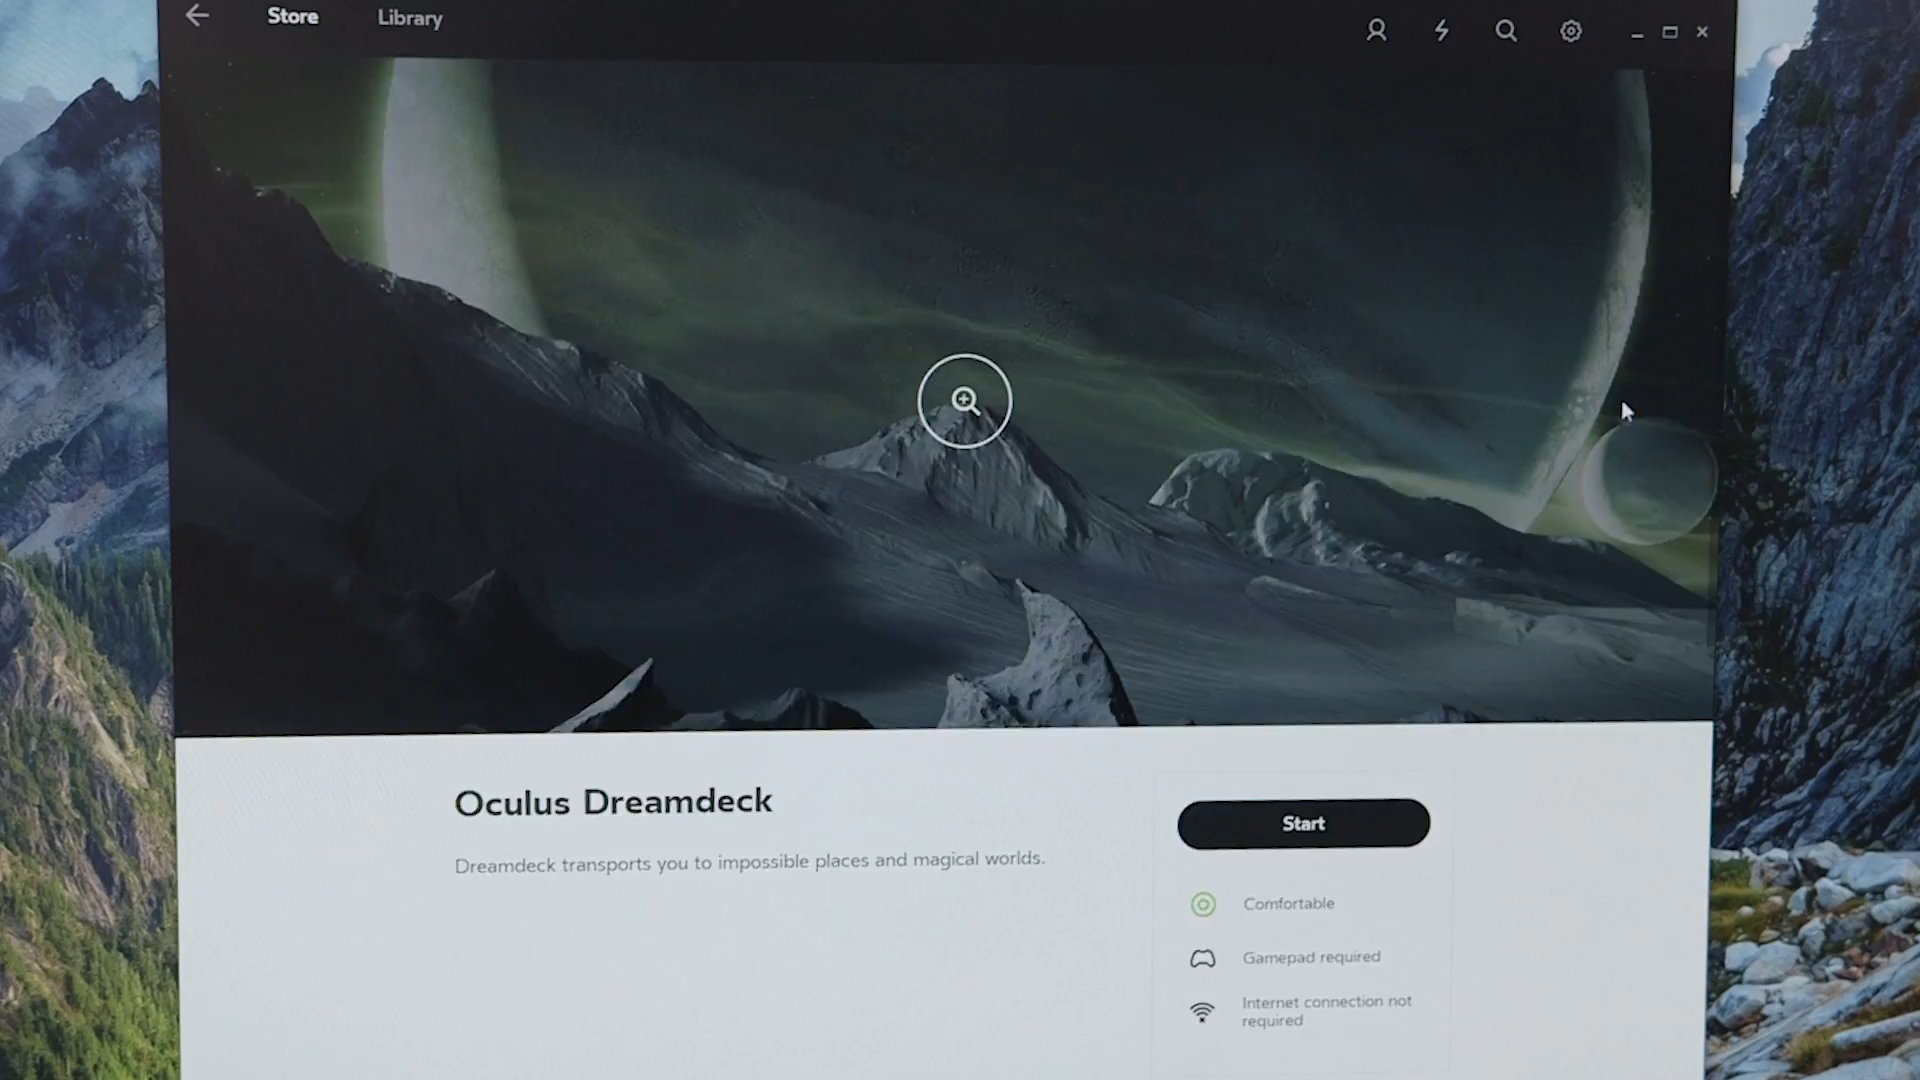 Store
Library
Oculus Dreamdeck
Dreamdeck transports you to impossible places and magical worlds.
Start
Comfortable
Gamepad required
Internet connection not
required